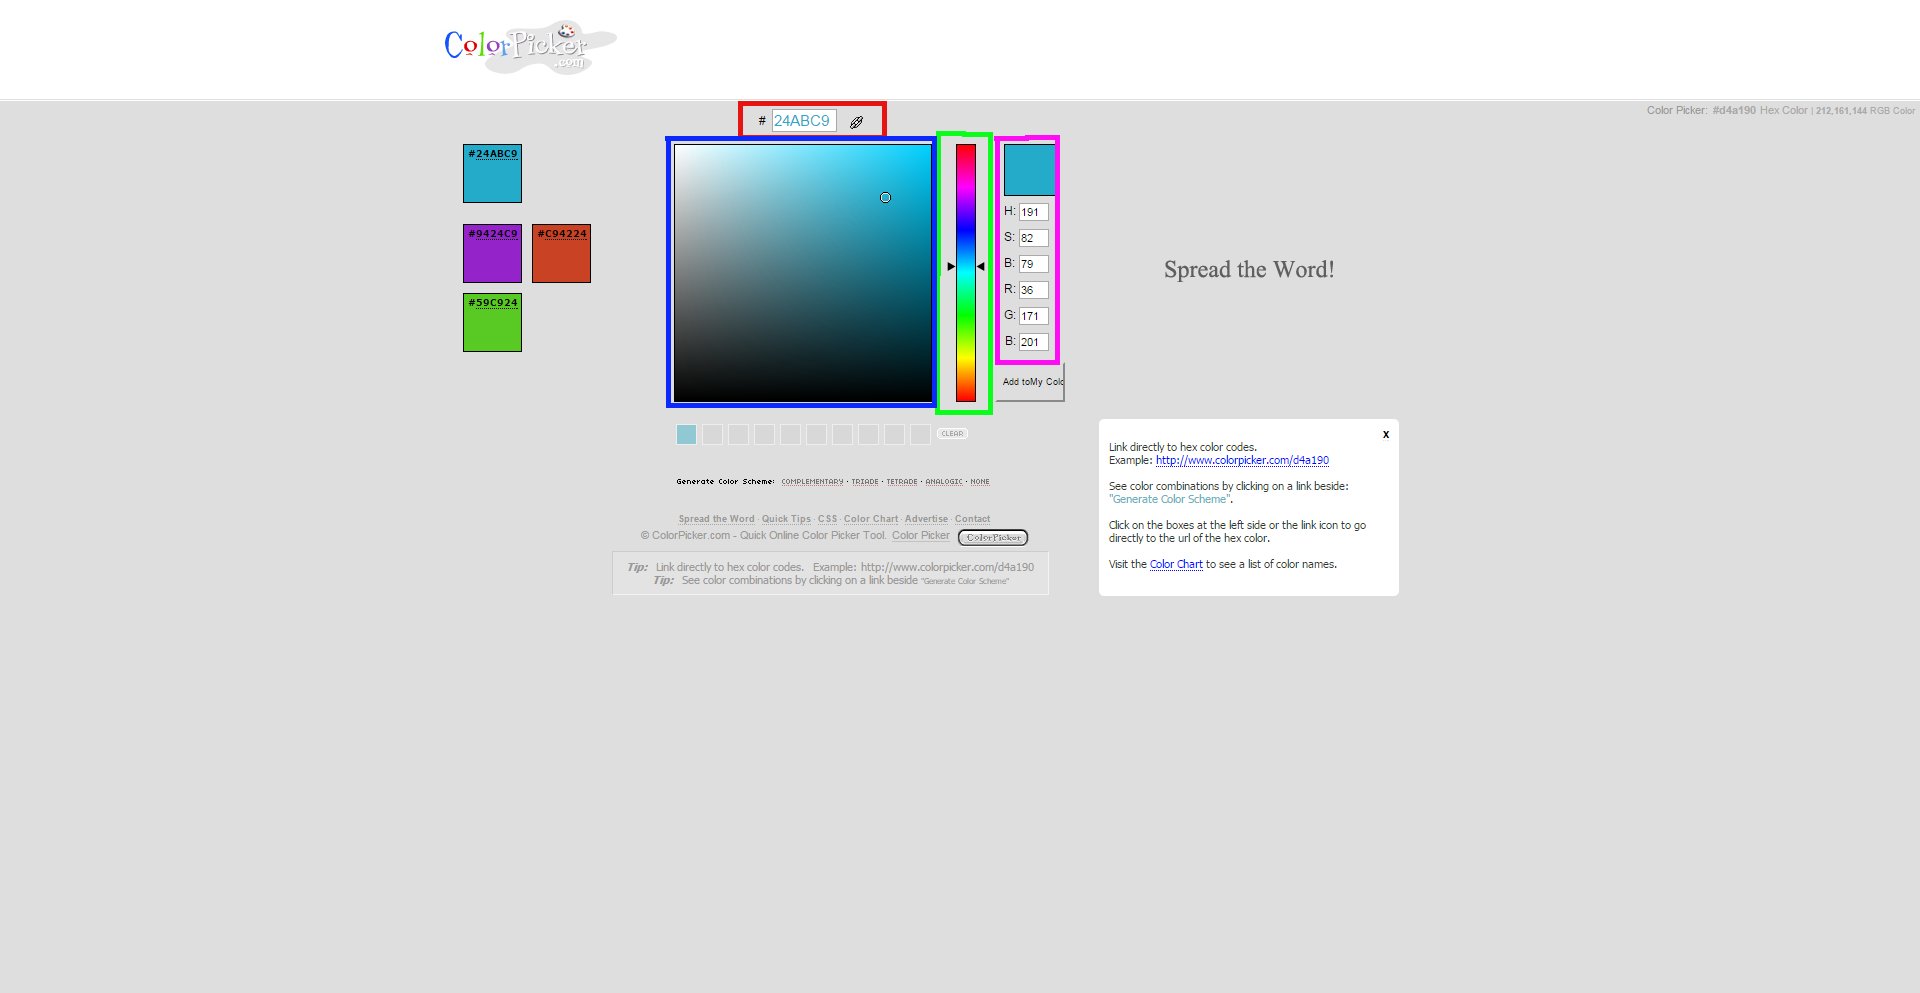 ColorPicker
.com
Color Picker: #d4a190 Hex Color | 212,161,144 RGB Color
# 24ABC9
#24ABC9
#9424C9 #C94224
#59C924
H: 191
S: 82
B: 79
R: 36
G: 171
B: 201
Add toMy Colo
Spread the Word!
CLEAR
Generate Color Scheme: COMPLEMENTARY · TRIADE · TETRADE · ANALOGIC · NONE
Spread the Word · Quick Tips · CSS · Color Chart · Advertise · Contact
© ColorPicker.com - Quick Online Color Picker Tool. Color Picker ColorPicker
Tip: Link directly to hex color codes. Example: http://www.colorpicker.com/d4a190
Tip: See color combinations by clicking on a link beside "Generate Color Scheme"
x
Link directly to hex color codes.
Example: http://www.colorpicker.com/d4a190
See color combinations by clicking on a link beside:
"Generate Color Scheme".
Click on the boxes at the left side or the link icon to go
directly to the url of the hex color.
Visit the Color Chart to see a list of color names.